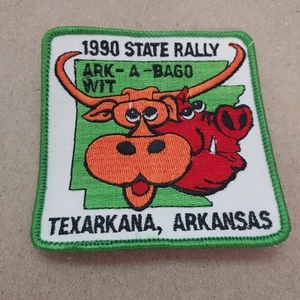 1990 STATE RALLY
ARK-A-BAGO
WIT
TEXARKANA, ARKANSAS